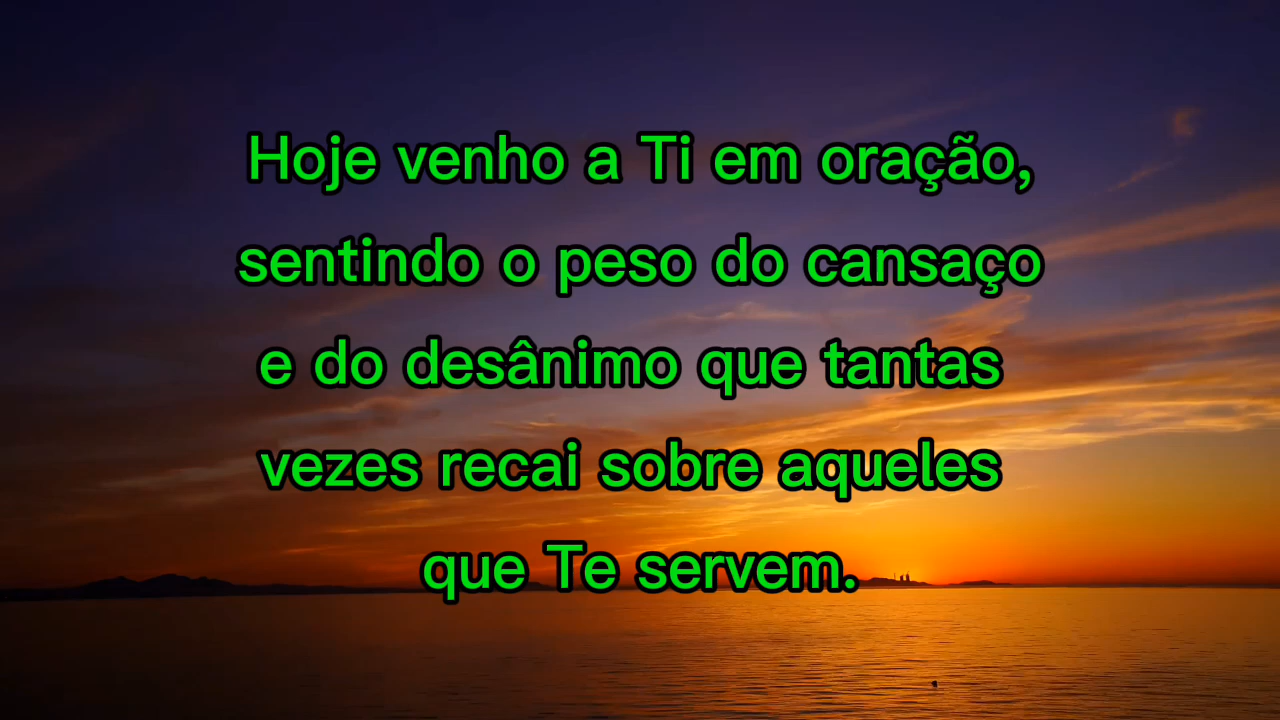 Hoje venho a Ti em oração,
sentindo o peso do cansaço
e do desânimo que tantas
vezes recai sobre aqueles
que Te servem.